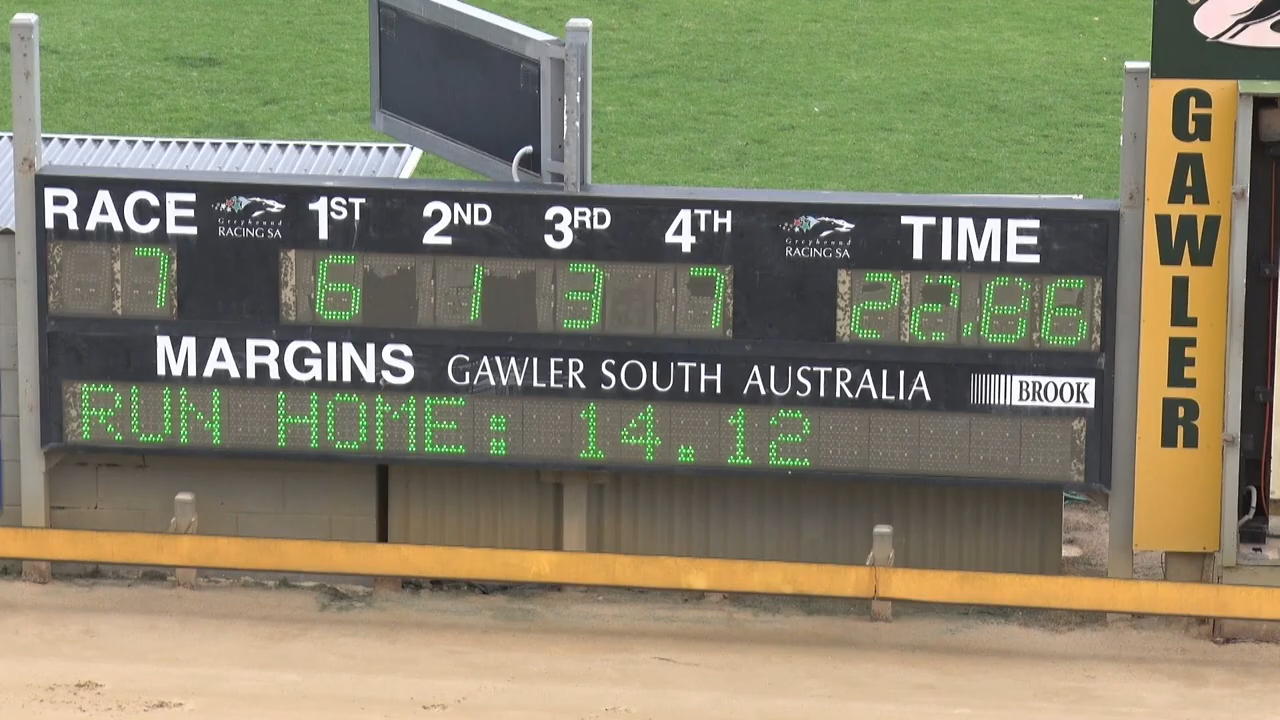 RACE 1ST 2ND 3RD 4TH TIME
Greyhound RACING SA
Greyhound RACING SA
7 6 1 3 7 22.86
MARGINS GAWLER SOUTH AUSTRALIA BROOK
RUN HOME: 14.12
GAWLER